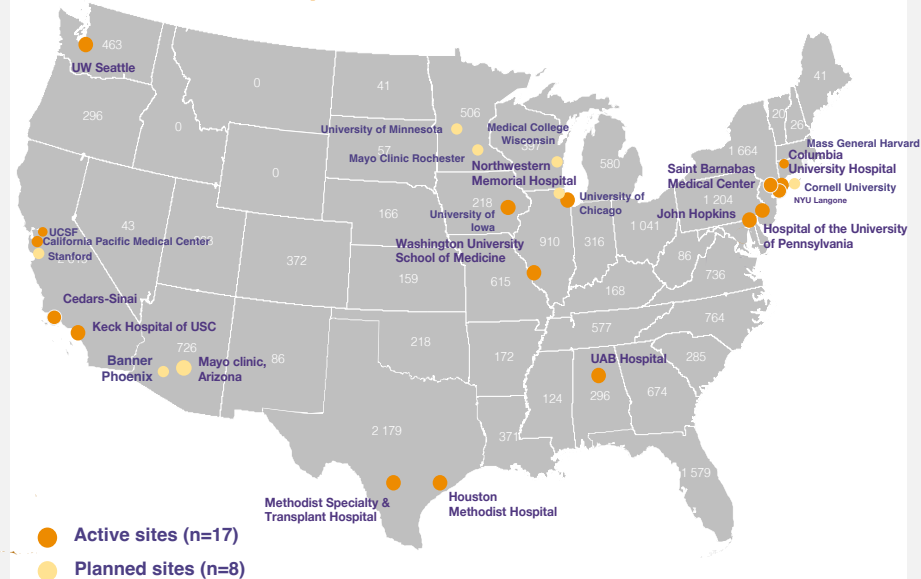 463
UW Seattle
296
0
0
41
506
University of Minnesota
57
Mayo Clinic Rochester
Medical College
Wisconsin
Northwestern
Memorial Hospital
580
41
20
26
1 664
Mass General Harvard
Columbia
University Hospital
Saint Barnabas
Medical Center
Cornell University
NYU Langone
1 204
John Hopkins
Hospital of the University
of Pennsylvania
0
166
218
University of
Iowa
University of
Chicago
1 041
43
UCSF
California Pacific Medical Center
Stanford
372
159
Washington University
School of Medicine
615
910
316
168
86
736
764
577
Cedars-Sinai
Keck Hospital of USC
726
Banner
Phoenix
Mayo clinic,
Arizona
86
218
172
UAB Hospital
285
124
296
674
371
2 179
1 579
Methodist Specialty &
Transplant Hospital
Houston
Methodist Hospital
Active sites (n=17)
Planned sites (n=8)